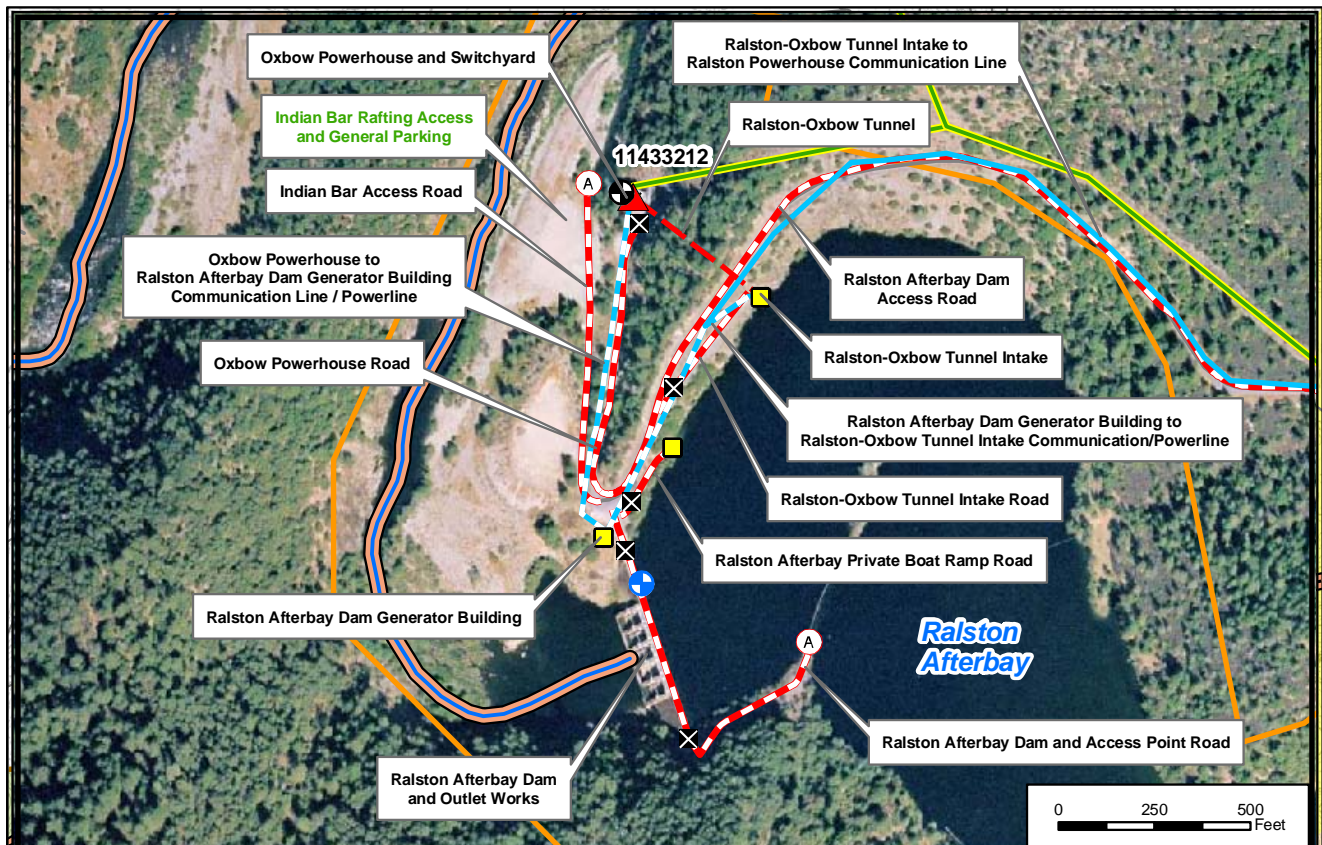 Oxbow Powerhouse and Switchyard
Ralston-Oxbow Tunnel Intake to
Ralston Powerhouse Communication Line
Indian Bar Rafting Access
and General Parking
Ralston-Oxbow Tunnel
11433212
Indian Bar Access Road
A
Oxbow Powerhouse to
Ralston Afterbay Dam Generator Building
Communication Line / Powerline
Ralston Afterbay Dam
Access Road
Oxbow Powerhouse Road
Ralston-Oxbow Tunnel Intake
Ralston Afterbay Dam Generator Building to
Ralston-Oxbow Tunnel Intake Communication/Powerline
Ralston-Oxbow Tunnel Intake Road
Ralston Afterbay Private Boat Ramp Road
Ralston Afterbay Dam Generator Building
Ralston
Afterbay
A
Ralston Afterbay Dam and Access Point Road
Ralston Afterbay Dam
and Outlet Works
0 250 500
Feet